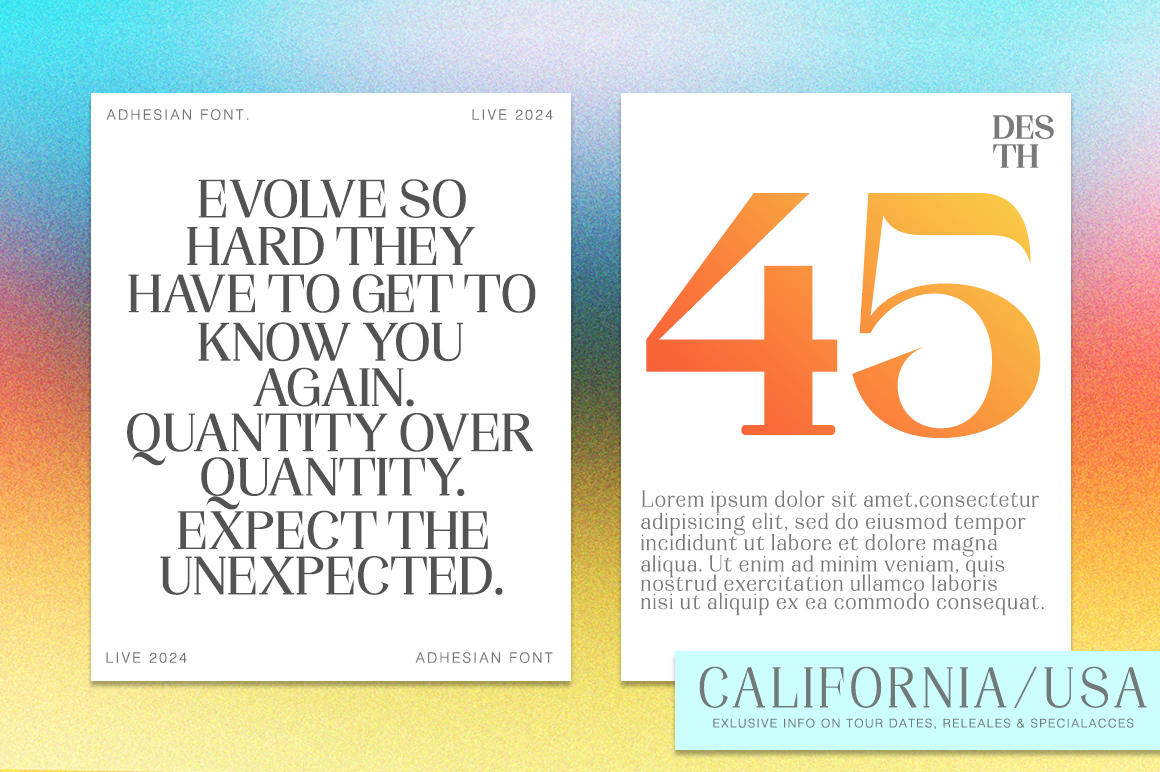 ADHESIAN FONT.
LIVE 2024
EVOLVE SO
HARD THEY
HAVE TO GET TO
KNOW YOU
AGAIN.
QUANTITY OVER
QUANTITY.
EXPECT THE
UNEXPECTED.
LIVE 2024
ADHESIAN FONT
DES
TH
45
Lorem ipsum dolor sit amet,consectetur
adipisicing elit, sed do eiusmod tempor
incididunt ut labore et dolore magna
aliqua. Ut enim ad minim veniam, quis
nostrud exercitation ullamco laboris
nisi ut aliquip ex ea commodo consequat.
CALIFORNIA/USA
EXLUSIVE INFO ON TOUR DATES, RELEALES & SPECIALACCES